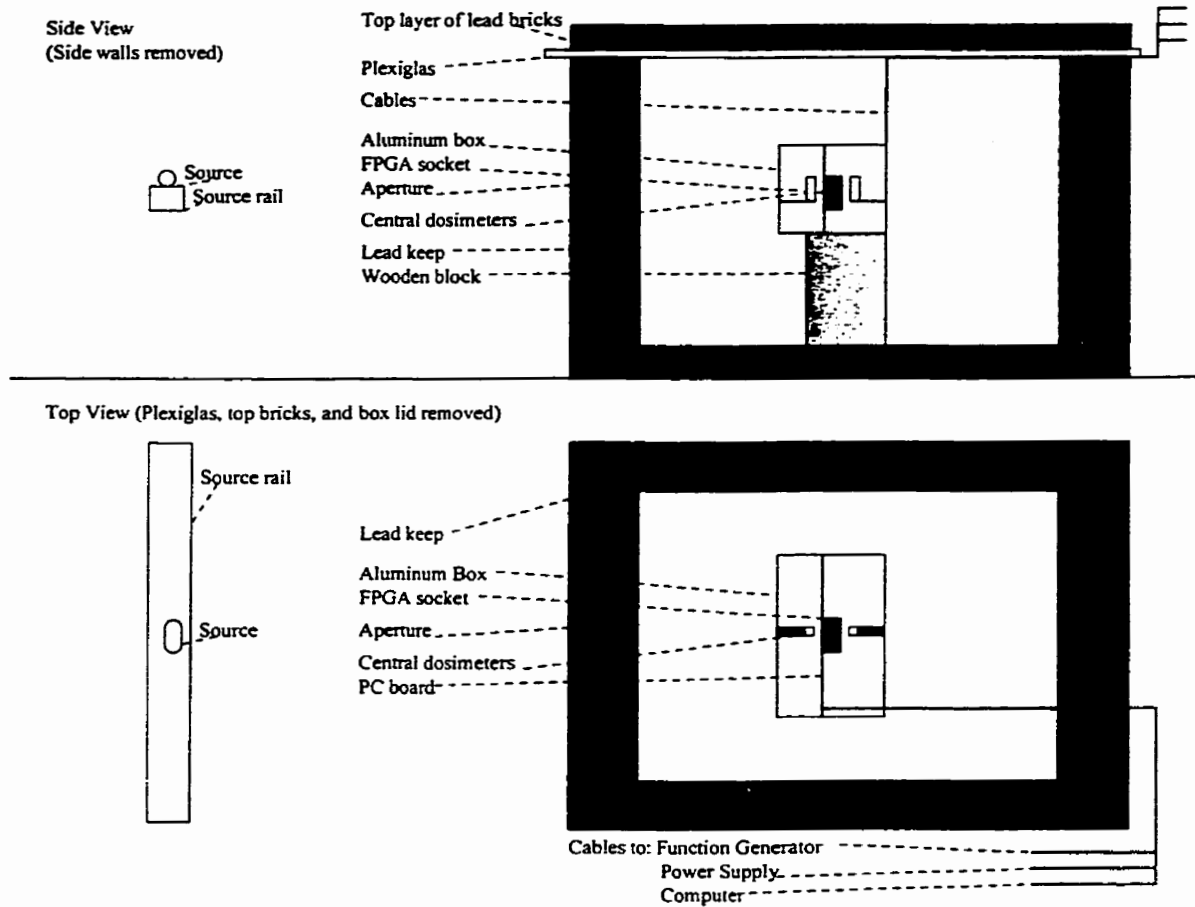 Side View
(Side walls removed)
Top layer of lead bricks
Plexiglas
Cables
Aluminum box
FPGA socket
Aperture
Central dosimeters
Lead keep
Wooden block
Source
Source rail
Top View (Plexiglas, top bricks, and box lid removed)
Source rail
Source
Lead keep
Aluminum Box
FPGA socket
Aperture
Central dosimeters
PC board
Cables to: Function Generator
Power Supply
Computer